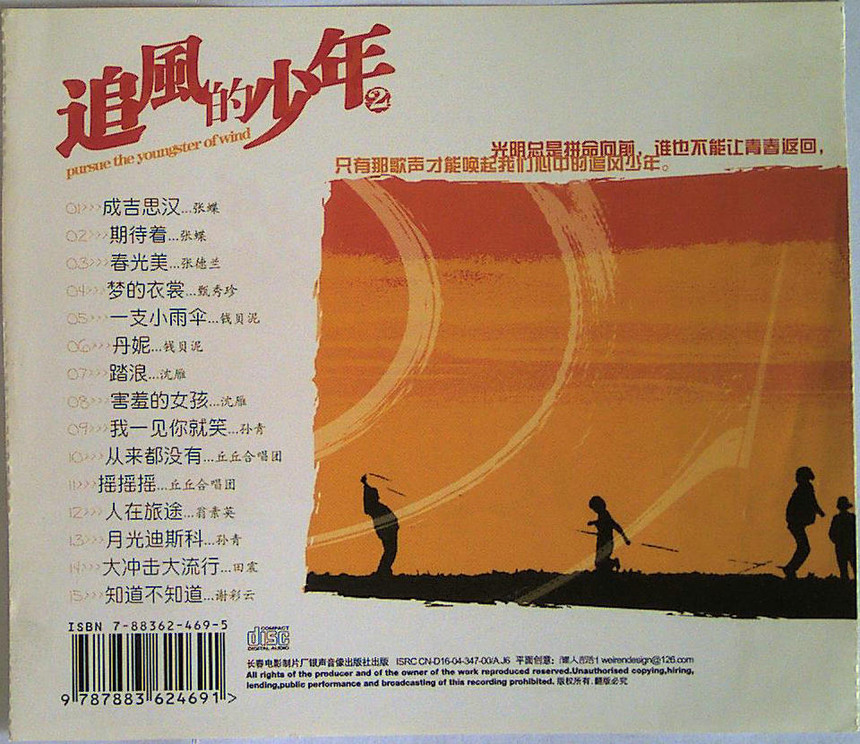 追風的少年2
pursue the youngster of wind
光明总是拼命向前，谁也不能让青春返回，
只有那歌声才能唤起我们心中的追风少年。
01>>>成吉思汉...张蝶
02>>>期待着...张蝶
03>>>春光美...张德兰
04>>>梦的衣裳...甄秀珍
05>>>一支小雨伞...钱贝泥
06>>>丹妮...钱贝泥
07>>>踏浪...沈雁
08>>>害羞的女孩...沈雁
09>>>我一见你就笑...孙青
10>>>从来都没有...丘丘合唱团
11>>>摇摇摇...丘丘合唱团
12>>>人在旅途...翁素英
13>>>月光迪斯科...孙青
14>>>大冲击大流行...田震
15>>>知道不知道...谢彩云
ISBN 7-88362-469-5
9 787883 624691 >
COMPACT
disc
DIGITAL AUDIO
长春电影制片厂银声音像出版社出版 ISRC CN-D16-04-347-00/A.J6 平面创意： weirendesign@126.com
All rights of the producer and of the owner of the work reproduced reserved.Unauthorised copying,hiring,
lending,public performance and broadcasting of this recording prohibited. 版权所有.翻版必究